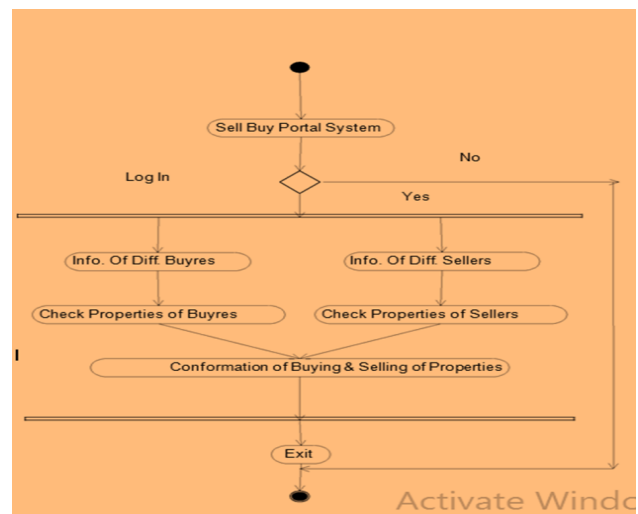 Sell Buy Portal System
No
Log In
Yes
Info. Of Diff. Buyres
Info. Of Diff. Sellers
Check Properties of Buyres
Check Properties of Sellers
Conformation of Buying & Selling of Properties
Exit
Activate Windo